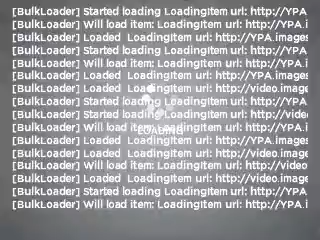 [BulkLoader] Started loading LoadingItem url: http://YPA
[BulkLoader] Will load item: LoadingItem url: http://YPA.i
[BulkLoader] Loaded LoadingItem url: http://YPA.images
[BulkLoader] Started loading LoadingItem url: http://YPA
[BulkLoader] Will load item: LoadingItem url: http://YPA.i
[BulkLoader] Loaded LoadingItem url: http://YPA.images
[BulkLoader] Loaded LoadingItem url: http://video.image
[BulkLoader] Started loading LoadingItem url: http://YPA
[BulkLoader] Started loading LoadingItem url: http://vide
[BulkLoader] Will load item: LoadingItem url: http://YPA.i
LOADING
[BulkLoader] Loaded LoadingItem url: http://YPA.images
[BulkLoader] Loaded LoadingItem url: http://video.image
[BulkLoader] Will load item: LoadingItem url: http://video
[BulkLoader] Loaded LoadingItem url: http://video.image
[BulkLoader] Started loading LoadingItem url: http://YPA
[BulkLoader] Will load item: LoadingItem url: http://YPA.i